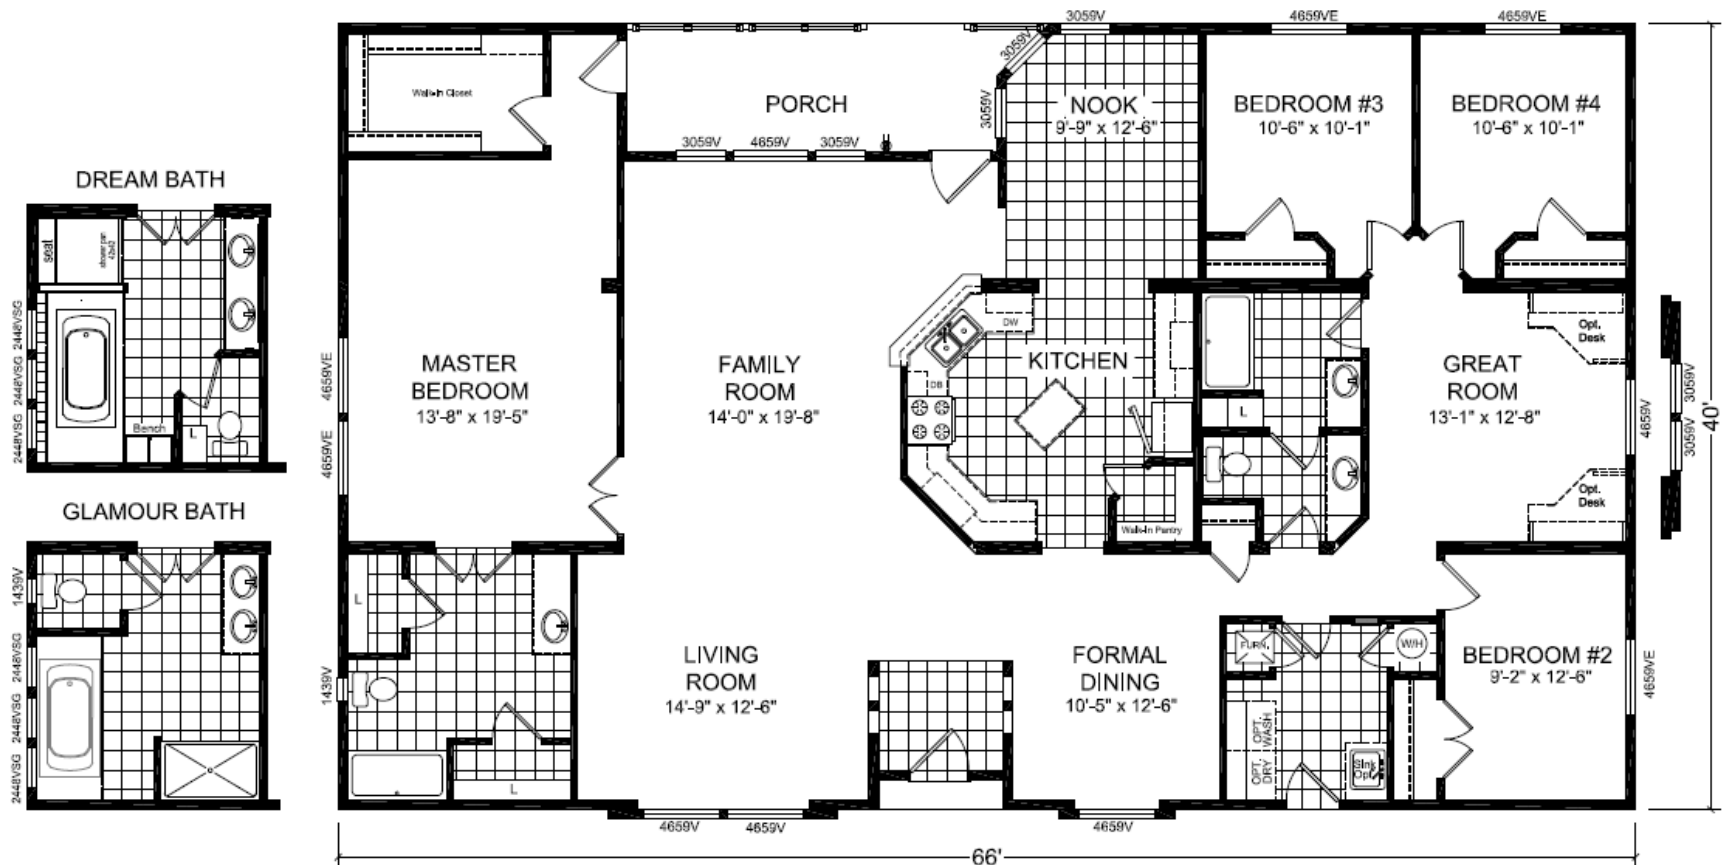 3059V
4659VE
4659VE
3059V
Walk-In Closet
PORCH
NOOK
9'-9" x 12'-6"
BEDROOM #3
10'-6" x 10'-1"
BEDROOM #4
10'-6" x 10'-1"
3059V
3059V
4659V
3059V
DREAM BATH
seat
shower pan
42x42
2448VSG
2448VSG
2448VSG
Bench
L
MASTER
BEDROOM
13'-8" x 19'-5"
4659VE
4659VE
FAMILY
ROOM
14'-0" x 19'-8"
DW
DB
KITCHEN
Walk-In Pantry
L
GREAT
ROOM
13'-1" x 12'-8"
Opt.
Desk
Opt.
Desk
4659V
3059V
3059V
40'
GLAMOUR BATH
1439V
2448VSG
2448VSG
2448VSG
L
1439V
L
LIVING
ROOM
14'-9" x 12'-6"
FORMAL
DINING
10'-5" x 12'-6"
FURN.
W/H
OPT.
WASH
OPT.
DRY
Sink
Opt.
BEDROOM #2
9'-2" x 12'-6"
4659VE
4659V
4659V
4659V
66'